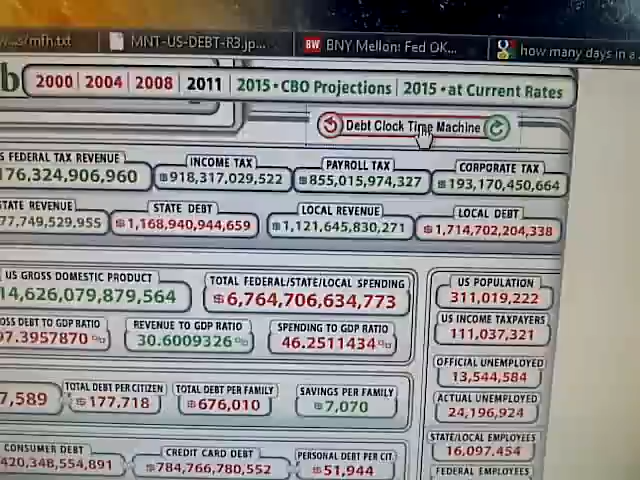 MNT-US-DEBT-R3.jp... BW BNY Mellon: Fed OK... how many days in a
2000 | 2004 | 2008 | 2011 | 2015 • CBO Projections | 2015 • at Current Rates
Debt Clock Time Machine
FEDERAL TAX REVENUE INCOME TAX PAYROLL TAX CORPORATE TAX
176,324,906,960 $918,317,029,522 $855,015,974,327 $193,170,450,664
STATE REVENUE STATE DEBT LOCAL REVENUE LOCAL DEBT
77,749,529,955 $1,168,940,944,659 $1,121,645,830,271 $1,714,702,204,338
US GROSS DOMESTIC PRODUCT TOTAL FEDERAL/STATE/LOCAL SPENDING US POPULATION
14,626,079,879,564 $6,764,706,634,773 311,019,222
US INCOME TAXPAYERS
DEBT TO GDP RATIO REVENUE TO GDP RATIO SPENDING TO GDP RATIO 111,037,321
97.3957870% 30.6009326% 46.2511434%
OFFICIAL UNEMPLOYED
13,544,584
TOTAL DEBT PER CITIZEN TOTAL DEBT PER FAMILY SAVINGS PER FAMILY ACTUAL UNEMPLOYED
7,589 $177,718 $676,010 $7,070 24,196,924
STATE/LOCAL EMPLOYEES
CONSUMER DEBT CREDIT CARD DEBT PERSONAL DEBT PER CIT. 16,097,454
420,348,554,891 $784,766,780,552 $51,944 FEDERAL EMPLOYEES